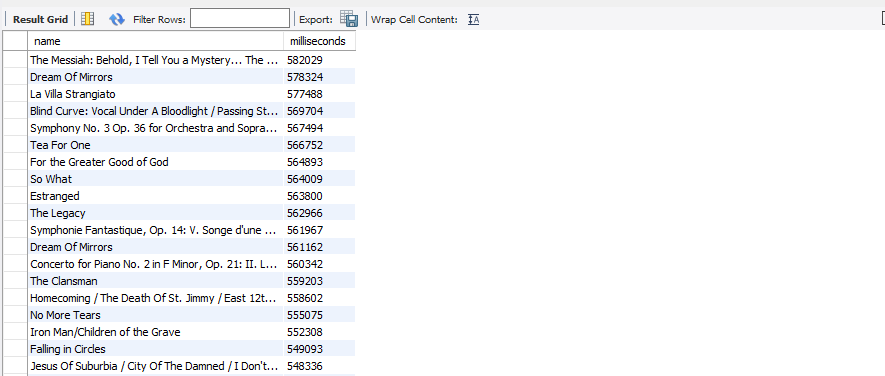 Result Grid Filter Rows: Export: Wrap Cell Content: IA
name milliseconds
The Messiah: Behold, I Tell You a Mystery... The ... 582029
Dream Of Mirrors 578324
La Villa Strangiato 577488
Blind Curve: Vocal Under A Bloodlight / Passing St... 569704
Symphony No. 3 Op. 36 for Orchestra and Sopra... 567494
Tea For One 566752
For the Greater Good of God 564893
So What 564009
Estranged 563800
The Legacy 562966
Symphonie Fantastique, Op. 14: V. Songe d'une ... 561967
Dream Of Mirrors 561162
Concerto for Piano No. 2 in F Minor, Op. 21: II. L... 560342
The Clansman 559203
Homecoming / The Death Of St. Jimmy / East 12t... 558602
No More Tears 555075
Iron Man/Children of the Grave 552308
Falling in Circles 549093
Jesus Of Suburbia / City Of The Damned / I Don't... 548336